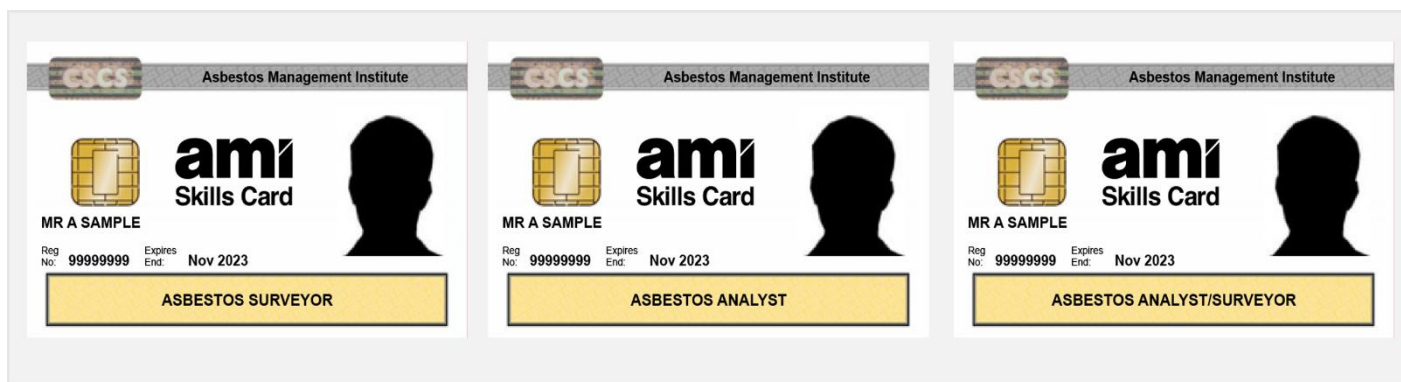 CSCS Asbestos Management Institute
ami
Skills Card
MR A SAMPLE
Reg No: 99999999 Expires End: Nov 2023
ASBESTOS SURVEYOR
CSCS Asbestos Management Institute
ami
Skills Card
MR A SAMPLE
Reg No: 99999999 Expires End: Nov 2023
ASBESTOS ANALYST
CSCS Asbestos Management Institute
ami
Skills Card
MR A SAMPLE
Reg No: 99999999 Expires End: Nov 2023
ASBESTOS ANALYST/SURVEYOR